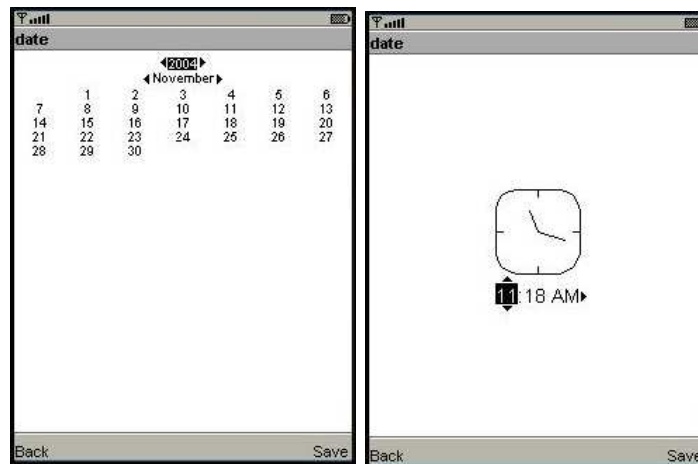 date
2004
November
1 2 3 4 5 6
7 8 9 10 11 12 13
14 15 16 17 18 19 20
21 22 23 24 25 26 27
28 29 30
Back Save
date
11:18 AM
Back Save